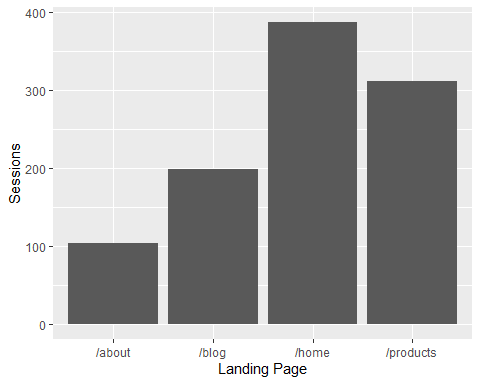 400
300
200
100
0
Sessions
/about
/blog
/home
/products
Landing Page